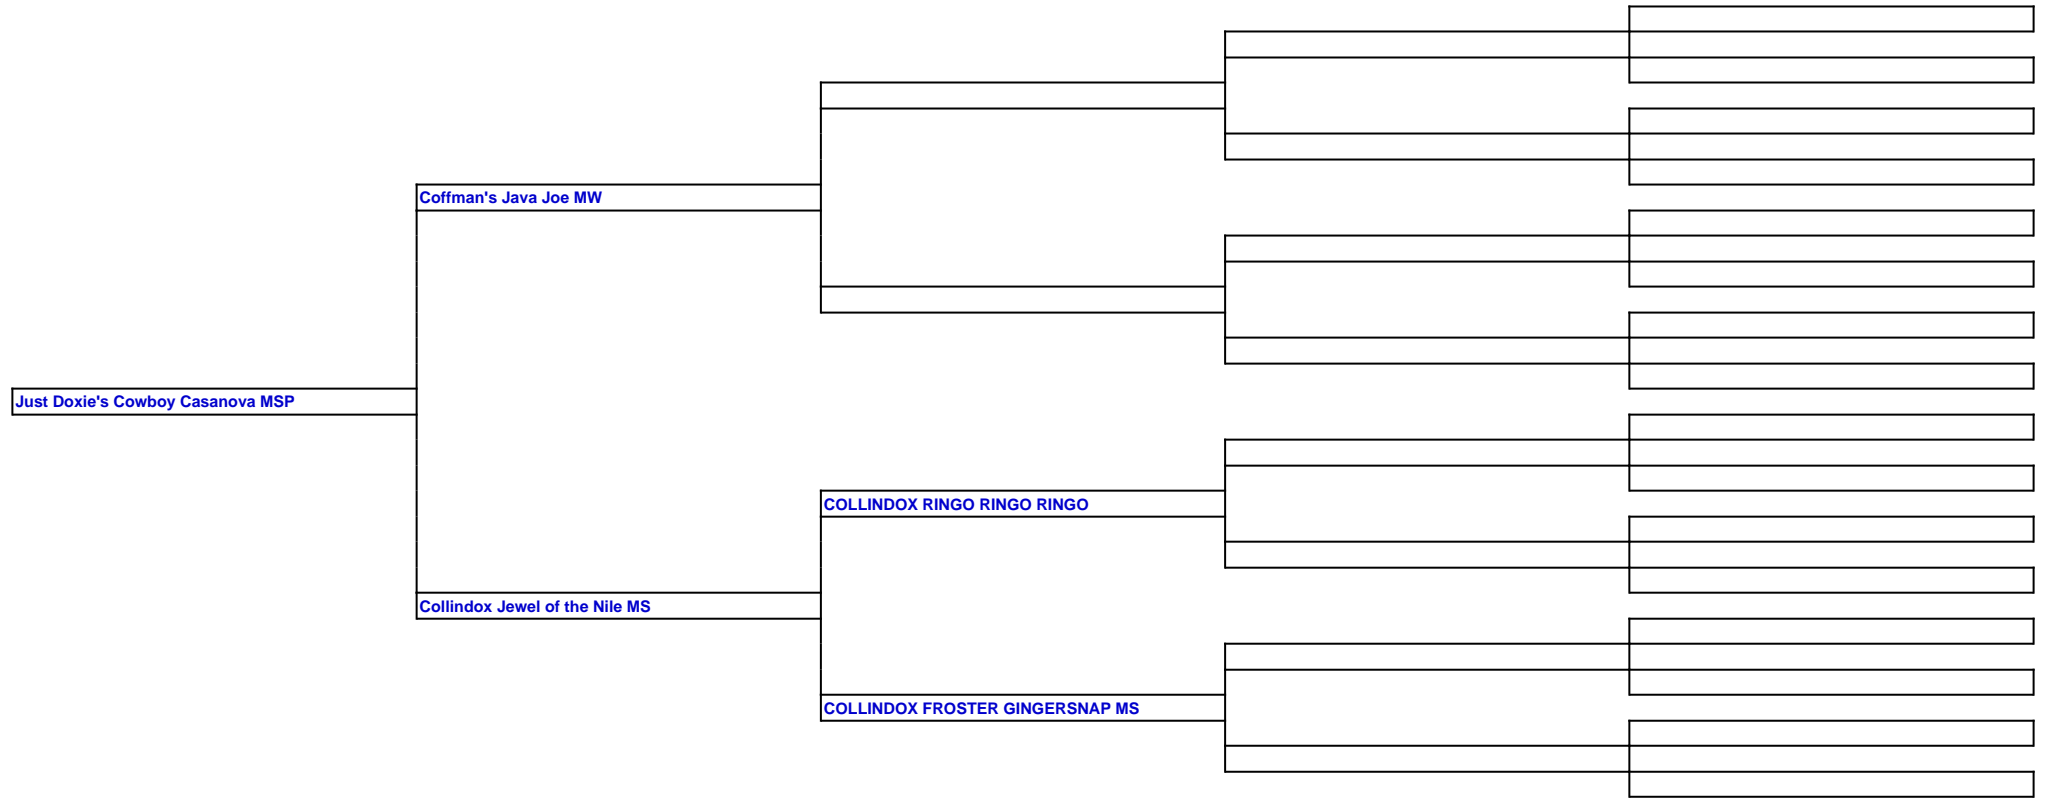 Coffman's Java Joe MW
Just Doxie's Cowboy Casanova MSP
COLLINDOX RINGO RINGO RINGO
Collindox Jewel of the Nile MS
COLLINDOX FROSTER GINGERSNAP MS